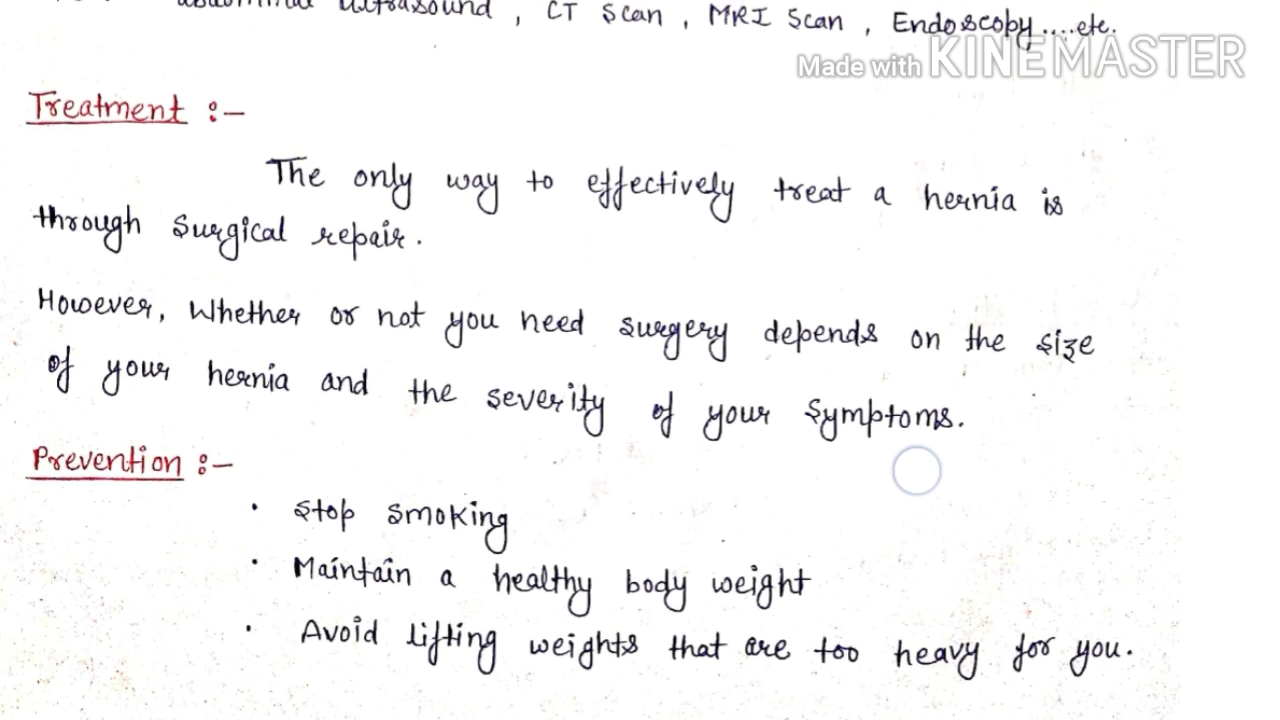 abdominal ultrasound , CT Scan , MRI Scan , Endoscopy ....etc.
Made with KINEMASTER
Treatment :-
The only way to effectively treat a hernia is
through surgical repair.
However, Whether or not you need surgery depends on the size
of your hernia and the severity of your symptoms.
Prevention :-
· Stop smoking
· Maintain a healthy body weight
· Avoid lifting weights that are too heavy for you.